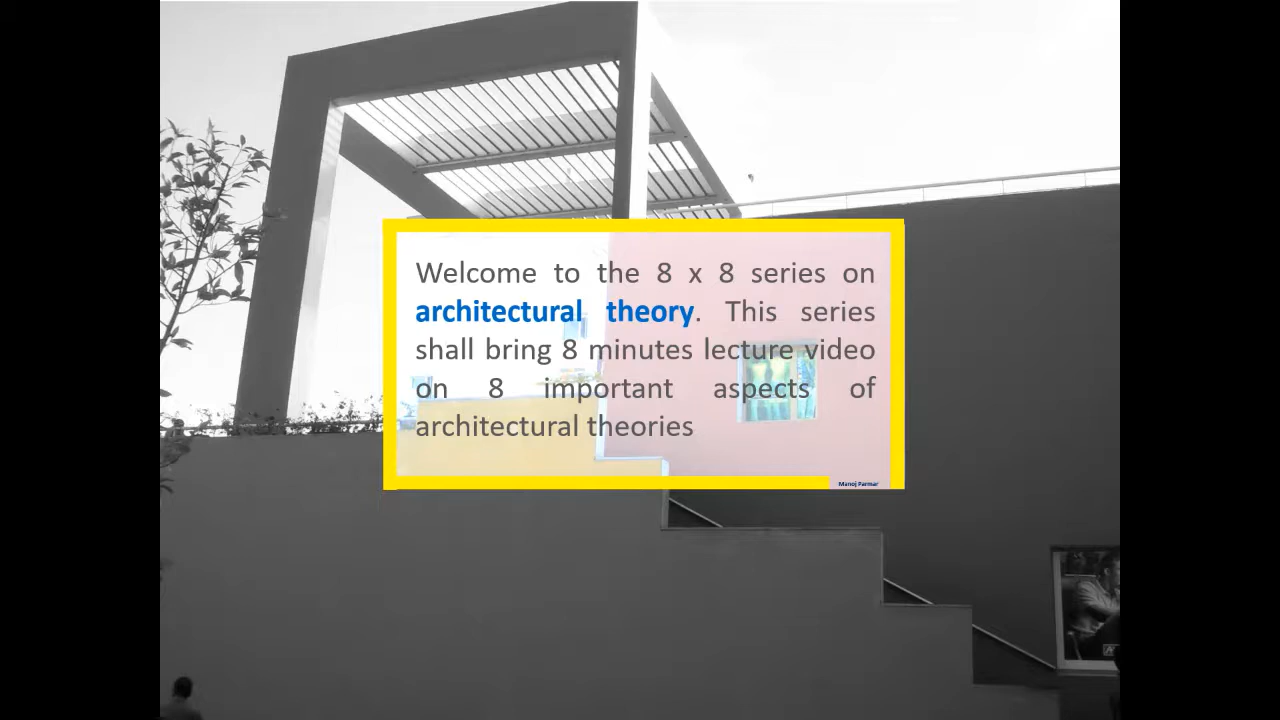 Welcome to the 8 x 8 series on
architectural theory. This series
shall bring 8 minutes lecture video
on 8 important aspects of
architectural theories
Manoj Parmar